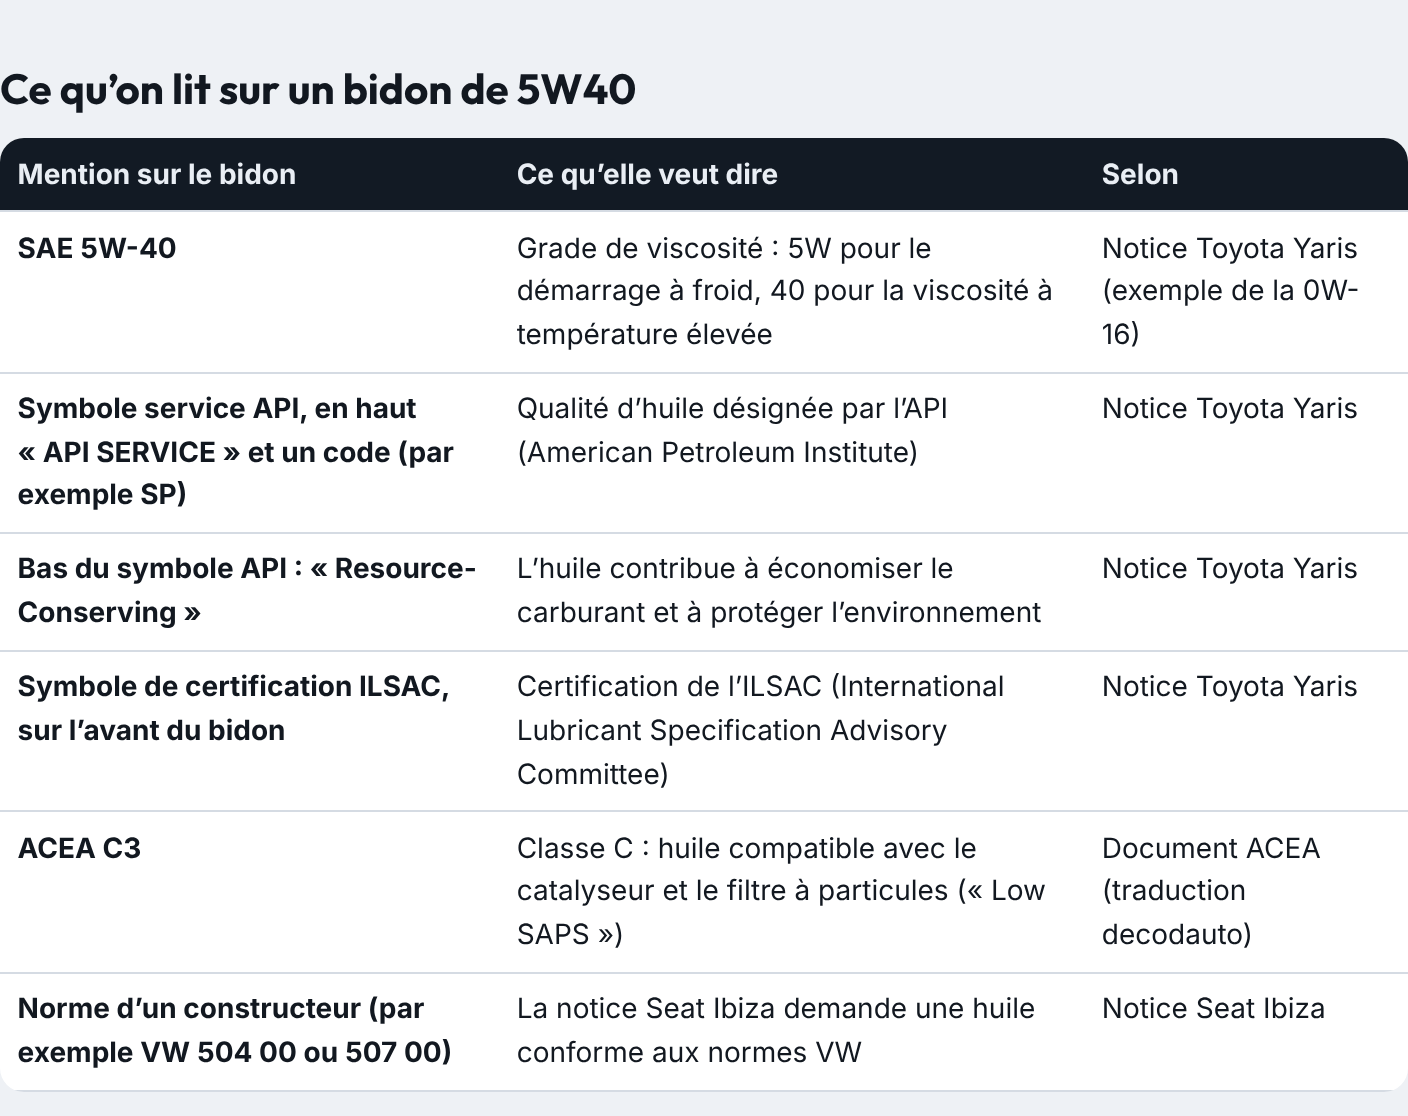 Ce qu’on lit sur un bidon de 5W40
Mention sur le bidon
Ce qu’elle veut dire
Selon
SAE 5W-40
Grade de viscosité : 5W pour le
démarrage à froid, 40 pour la viscosité à
température élevée
Notice Toyota Yaris
(exemple de la 0W-
16)
Symbole service API, en haut
« API SERVICE » et un code (par
exemple SP)
Qualité d’huile désignée par l’API
(American Petroleum Institute)
Notice Toyota Yaris
Bas du symbole API : « Resource-
Conserving »
L’huile contribue à économiser le
carburant et à protéger l’environnement
Notice Toyota Yaris
Symbole de certification ILSAC,
sur l’avant du bidon
Certification de l’ILSAC (International
Lubricant Specification Advisory
Committee)
Notice Toyota Yaris
ACEA C3
Classe C : huile compatible avec le
catalyseur et le filtre à particules (« Low
SAPS »)
Document ACEA
(traduction
decodauto)
Norme d’un constructeur (par
exemple VW 504 00 ou 507 00)
La notice Seat Ibiza demande une huile
conforme aux normes VW
Notice Seat Ibiza